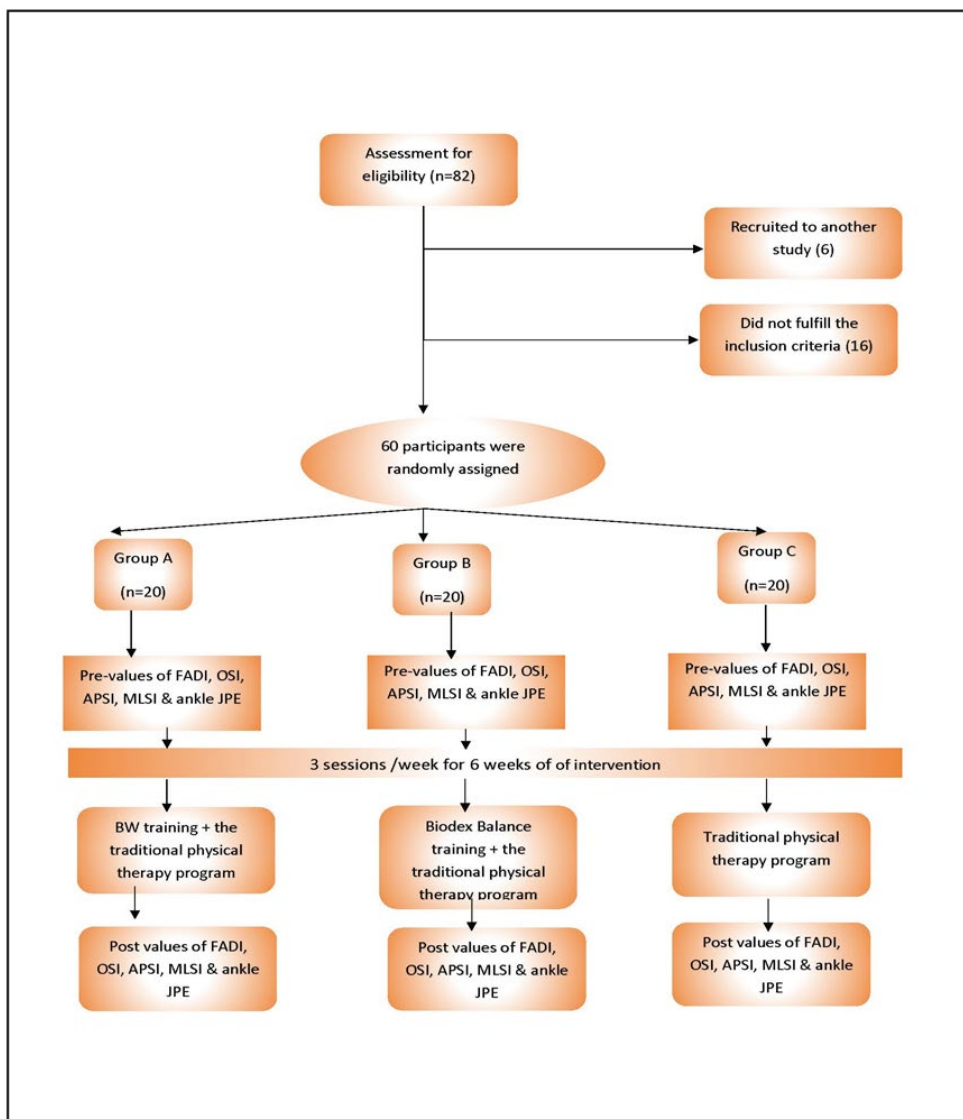 Assessment for
eligibility (n=82)
Recruited to another
study (6)
Did not fulfill the
inclusion criteria (16)
60 participants were
randomly assigned
Group A
(n=20)
Group B
(n=20)
Group C
(n=20)
Pre-values of FADI, OSI,
APSI, MLSI & ankle JPE
Pre-values of FADI, OSI,
APSI, MLSI & ankle JPE
Pre-values of FADI, OSI,
APSI, MLSI & ankle JPE
3 sessions /week for 6 weeks of of intervention
BW training + the
traditional physical
therapy program
Biodex Balance
training + the
traditional physical
therapy program
Traditional physical
therapy program
Post values of FADI,
OSI, APSI, MLSI & ankle
JPE
Post values of FADI,
OSI, APSI, MLSI & ankle
JPE
Post values of FADI,
OSI, APSI, MLSI & ankle
JPE